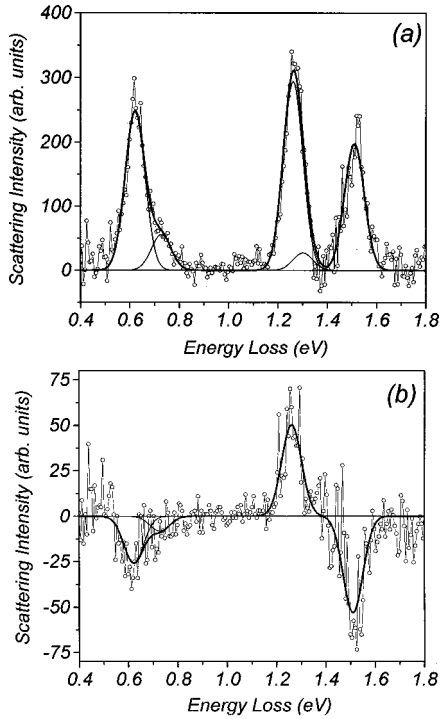 (a)
Scattering Intensity (arb. units)
400
300
200
100
0
0.4 0.6 0.8 1.0 1.2 1.4 1.6 1.8
Energy Loss (eV)
(b)
Scattering Intensity (arb. units)
75
50
25
0
-25
-50
-75
0.4 0.6 0.8 1.0 1.2 1.4 1.6 1.8
Energy Loss (eV)